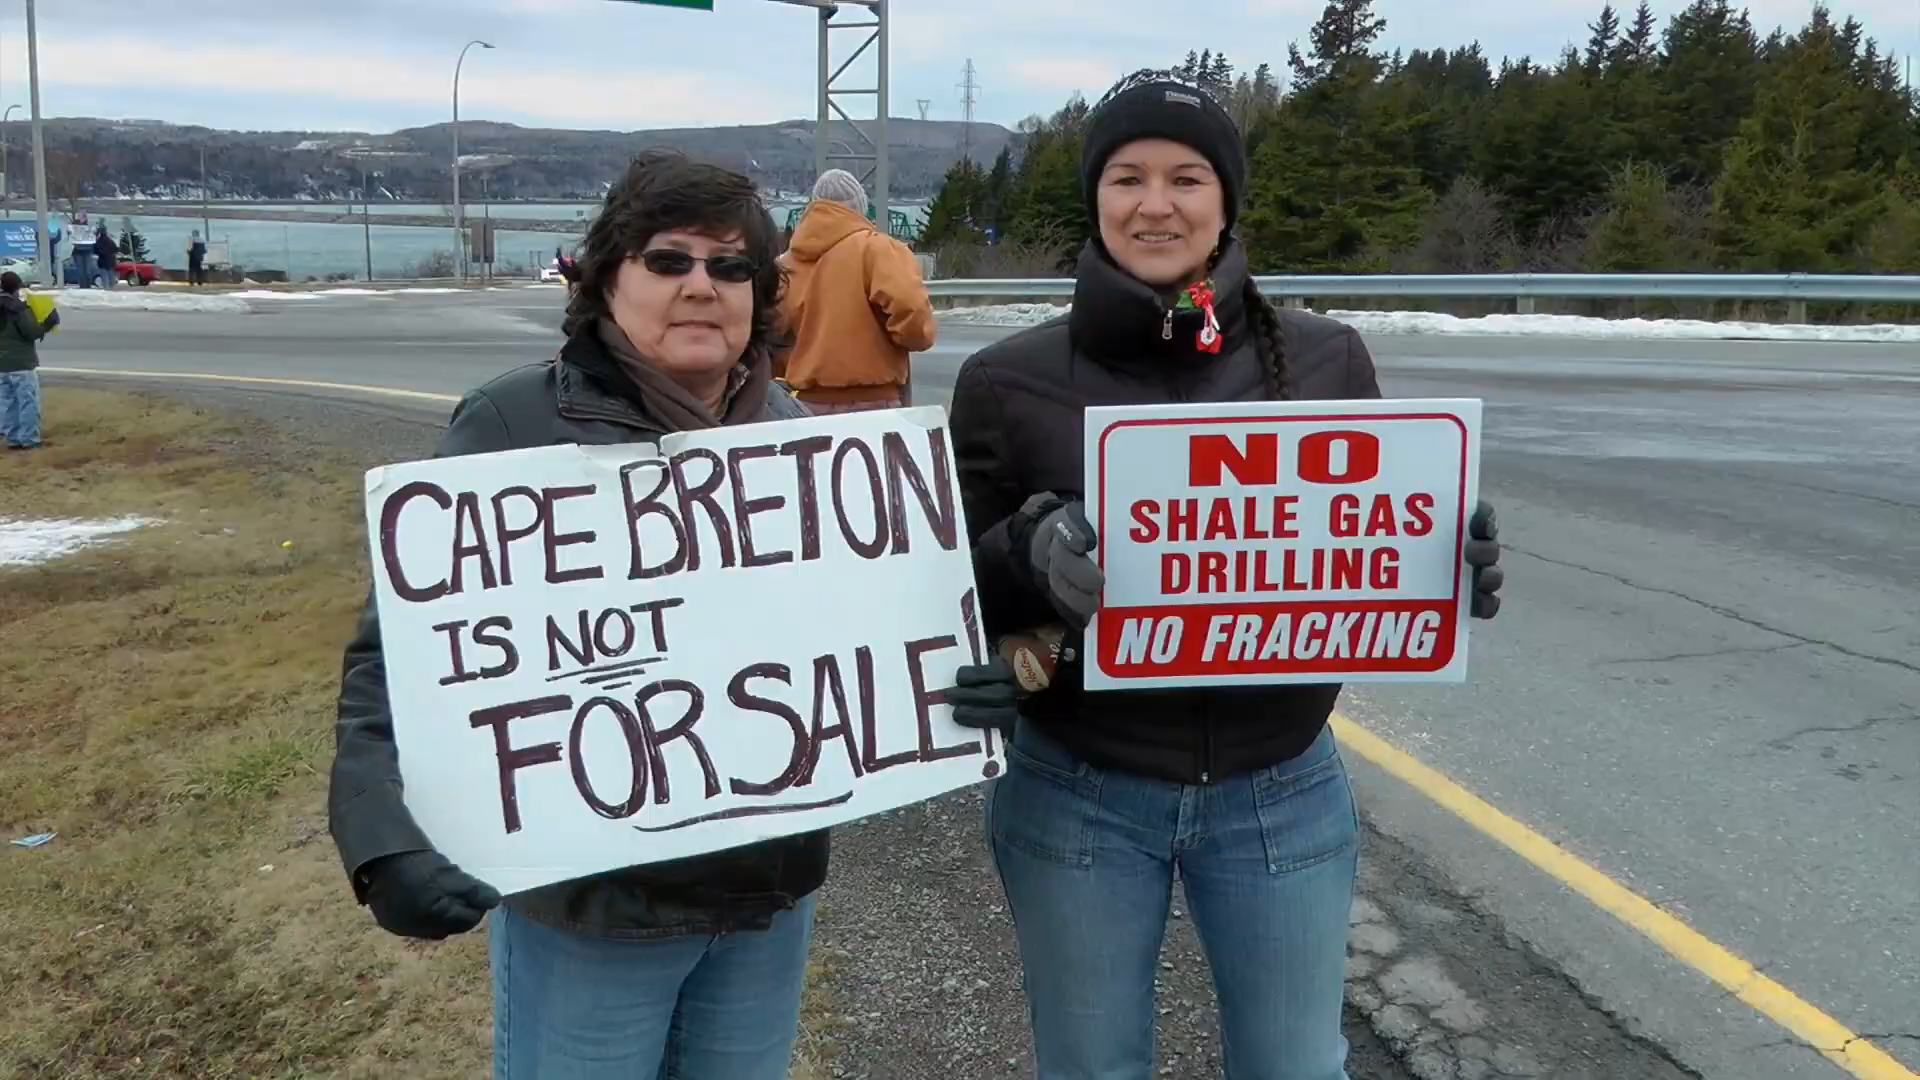 CAPE BRETON
IS NOT
FOR SALE!
NO
SHALE GAS
DRILLING
NO FRACKING